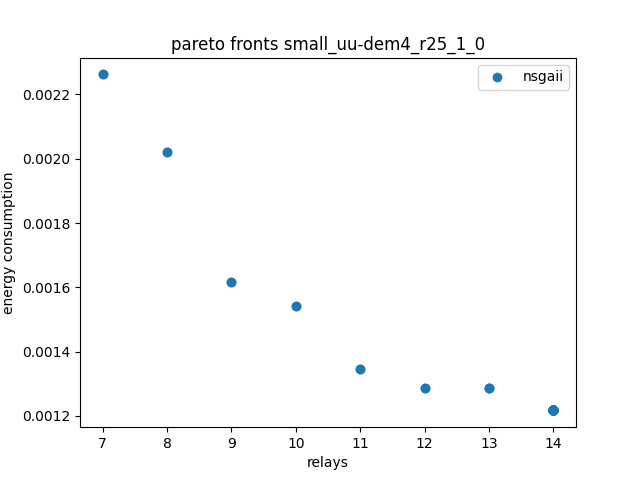 pareto fronts small_uu-dem4_r25_1_0
nsgaii
0.0022
0.0020
0.0018
0.0016
0.0014
0.0012
energy consumption
7 8 9 10 11 12 13 14
relays